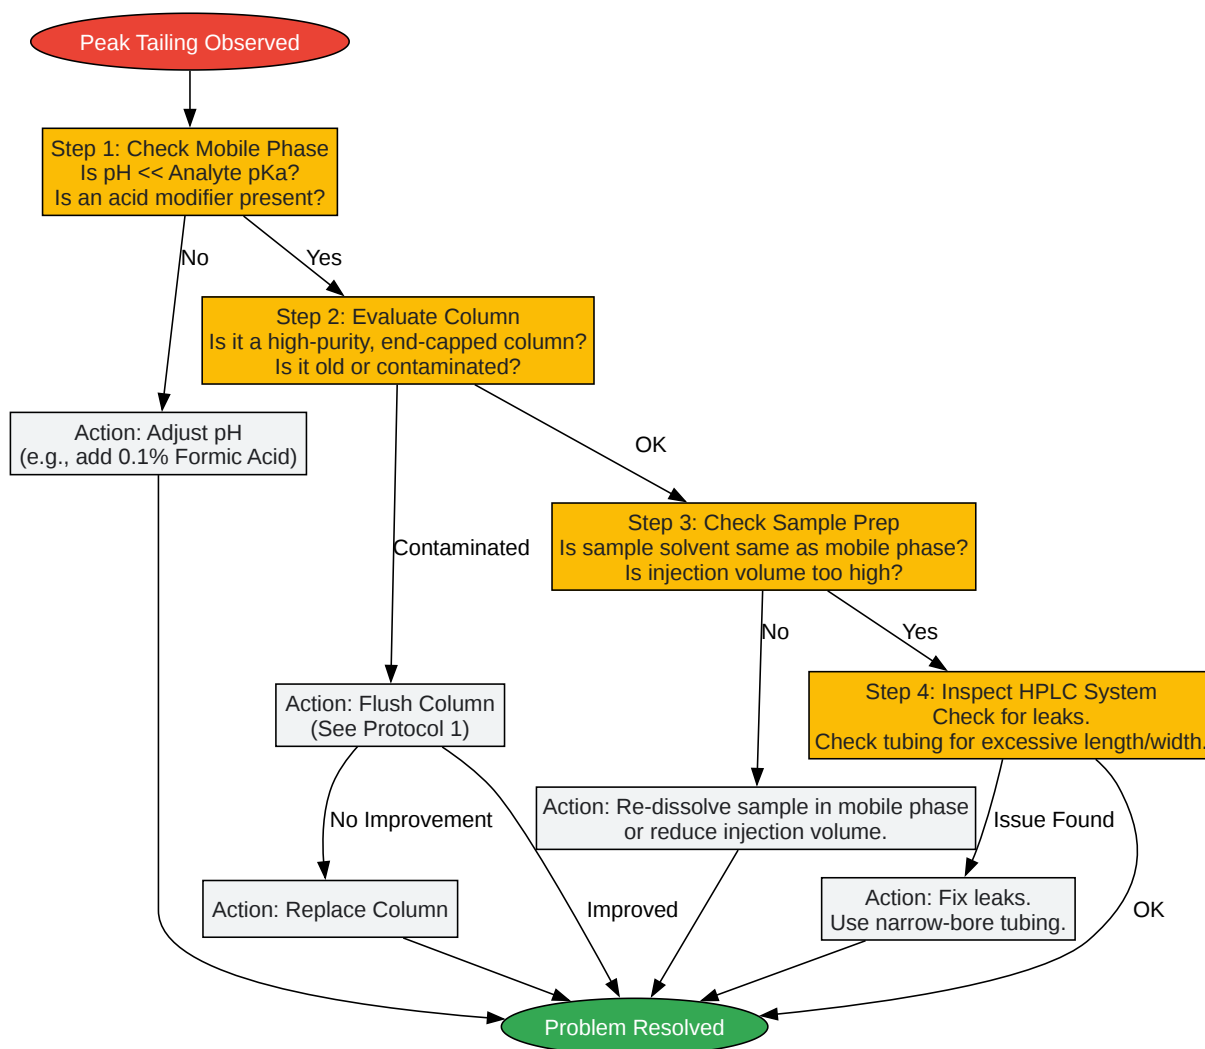 Peak Tailing Observed
Step 1: Check Mobile Phase
Is pH << Analyte pKa?
Is an acid modifier present?
No
Yes
Step 2: Evaluate Column
Is it a high-purity, end-capped column?
Is it old or contaminated?
Action: Adjust pH
(e.g., add 0.1% Formic Acid)
OK
Step 3: Check Sample Prep
Is sample solvent same as mobile phase?
Is injection volume too high?
Contaminated
No
Yes
Step 4: Inspect HPLC System
Check for leaks.
Check tubing for excessive length/width.
Action: Flush Column
(See Protocol 1)
Action: Re-dissolve sample in mobile phase
or reduce injection volume.
No Improvement
Issue Found
Action: Replace Column
Improved
Action: Fix leaks.
Use narrow-bore tubing.
OK
Problem Resolved